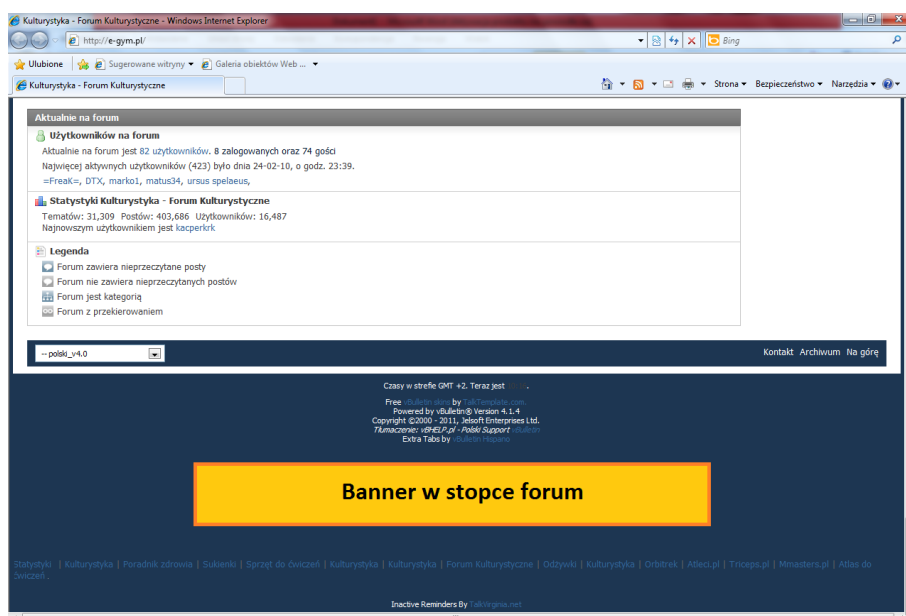 Kulturystyka - Forum Kulturystyczne - Windows Internet Explorer
http://e-gym.pl/
Bing
Ulubione
Sugerowane witryny
Galeria obiektów Web ...
Kulturystyka - Forum Kulturystyczne
Strona
Bezpieczeństwo
Narzędzia
Aktualnie na forum
Użytkowników na forum
Aktualnie na forum jest 82 użytkowników. 8 zalogowanych oraz 74 gości
Najwięcej aktywnych użytkowników (423) było dnia 24-02-10, o godz. 23:39.
=FreaK=, DTX, marko1, matus34, ursus spelaeus,
Statystyki Kulturystyka - Forum Kulturystyczne
Tematów: 31,309 Postów: 403,686 Użytkowników: 16,487
Najnowszym użytkownikiem jest kacperkrk
Legenda
Forum zawiera nieprzeczytane posty
Forum nie zawiera nieprzeczytanych postów
Forum jest kategorią
Forum z przekierowaniem
-- polski_v4.0
Kontakt Archiwum Na górę
Czasy w strefie GMT +2. Teraz jest .
Free vBulletin skins by TalkTemplate.com.
Powered by vBulletin® Version 4.1.4
Copyright ©2000 - 2011, Jelsoft Enterprises Ltd.
Tłumaczenie: vBHELP.pl - Polski Support vBulletin
Extra Tabs by vBulletin Hispano
Banner w stopce forum
Statystyki | Kulturystyka | Poradnik zdrowia | Sukienki | Sprzęt do ćwiczeń | Kulturystyka | Kulturystyka | Forum Kulturystyczne | Odzywki | Kulturystyka | Orbitrek | Atleci.pl | Triceps.pl | Mmasters.pl | Atlas do
ćwiczeń .
Inactive Reminders By TalkVirginia.net